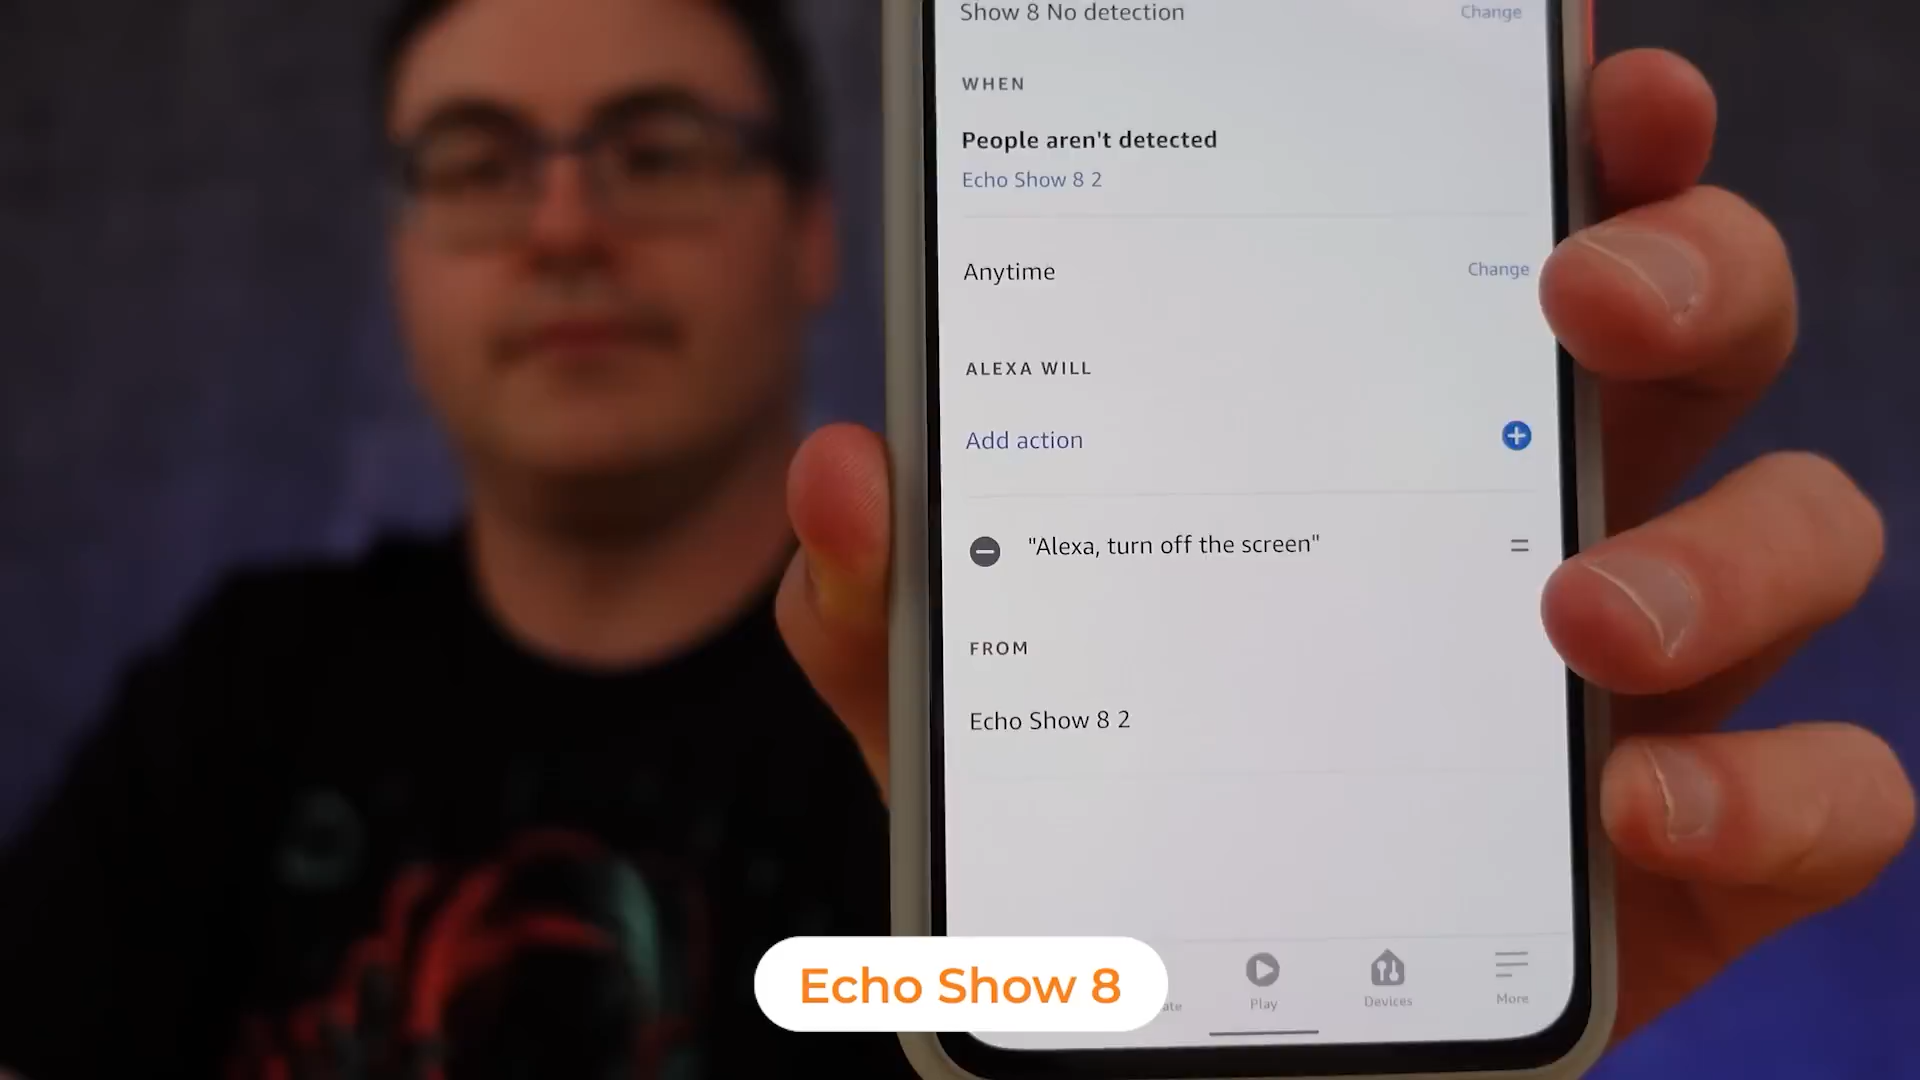 Show 8 No detection
Change
WHEN
People aren't detected
Echo Show 8 2
Anytime
Change
ALEXA WILL
Add action
"Alexa, turn off the screen"
FROM
Echo Show 8 2
Echo Show 8
ate
Play
Devices
More